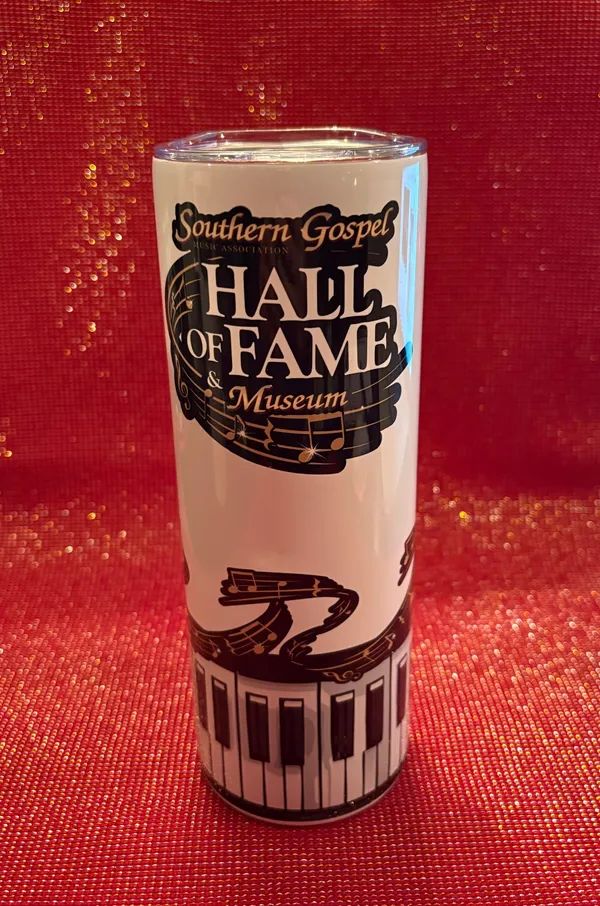 Southern Gospel
MUSIC ASSOCIATION
HALL
OF FAME
& Museum